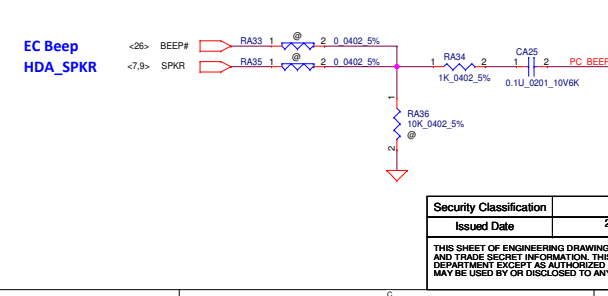 EC Beep <26> BEEP# RA33 1 @ 2 0_0402_5%
HDA_SPKR <7,9> SPKR RA35 1 @ 2 0_0402_5%
1 RA34 2
1K_0402_5%
CA25
1 2 PC_BEEP
0.1U_0201_10V6K
1
RA36
10K_0402_5%
@
2
Security Classification
Issued Date 2
THIS SHEET OF ENGINEERING DRAWING
AND TRADE SECRET INFORMATION. THIS
DEPARTMENT EXCEPT AS AUTHORIZED
MAY BE USED BY OR DISCLOSED TO ANY
C